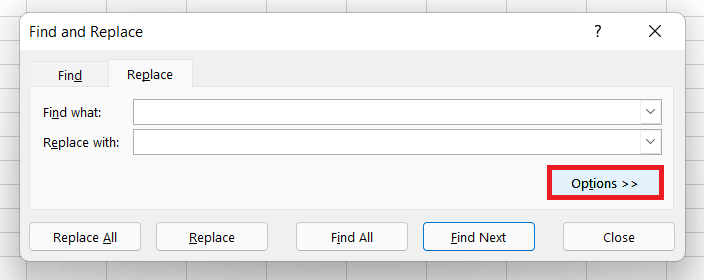 Find and Replace ? ×
Find Replace
Find what:
Replace with:
Options >>
Replace All Replace Find All Find Next Close